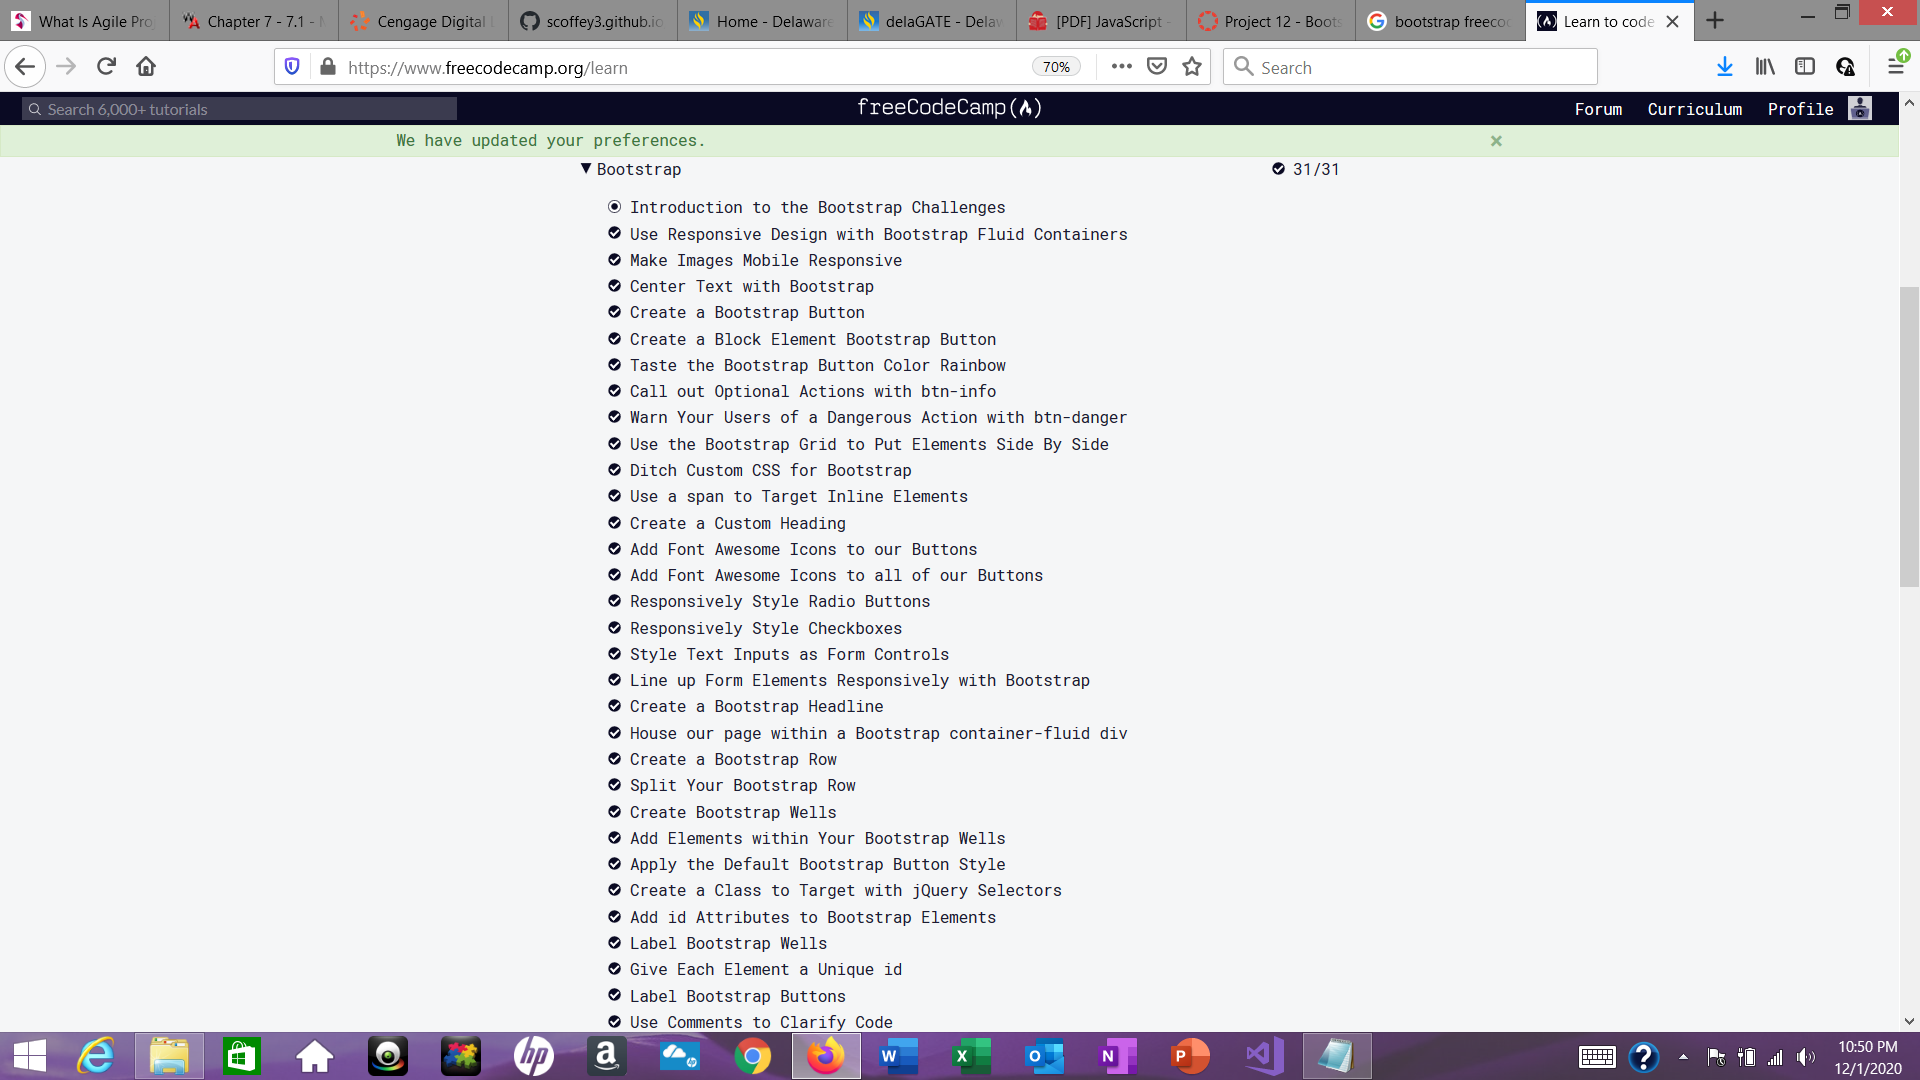 What Is Agile Pro
Chapter 7 - 7.1 -
Cengage Digital
scoffey3.github.io
Home - Delaware
delaGATE - Delaw
[PDF] JavaScript -
Project 12 - Boots
bootstrap freecoc
Learn to code
https://www.freecodecamp.org/learn
70%
Search
Search 6,000+ tutorials
freeCodeCamp
Forum
Curriculum
Profile
We have updated your preferences.
Bootstrap
31/31
Introduction to the Bootstrap Challenges
Use Responsive Design with Bootstrap Fluid Containers
Make Images Mobile Responsive
Center Text with Bootstrap
Create a Bootstrap Button
Create a Block Element Bootstrap Button
Taste the Bootstrap Button Color Rainbow
Call out Optional Actions with btn-info
Warn Your Users of a Dangerous Action with btn-danger
Use the Bootstrap Grid to Put Elements Side By Side
Ditch Custom CSS for Bootstrap
Use a span to Target Inline Elements
Create a Custom Heading
Add Font Awesome Icons to our Buttons
Add Font Awesome Icons to all of our Buttons
Responsively Style Radio Buttons
Responsively Style Checkboxes
Style Text Inputs as Form Controls
Line up Form Elements Responsively with Bootstrap
Create a Bootstrap Headline
House our page within a Bootstrap container-fluid div
Create a Bootstrap Row
Split Your Bootstrap Row
Create Bootstrap Wells
Add Elements within Your Bootstrap Wells
Apply the Default Bootstrap Button Style
Create a Class to Target with jQuery Selectors
Add id Attributes to Bootstrap Elements
Label Bootstrap Wells
Give Each Element a Unique id
Label Bootstrap Buttons
Use Comments to Clarify Code
10:50 PM
12/1/2020